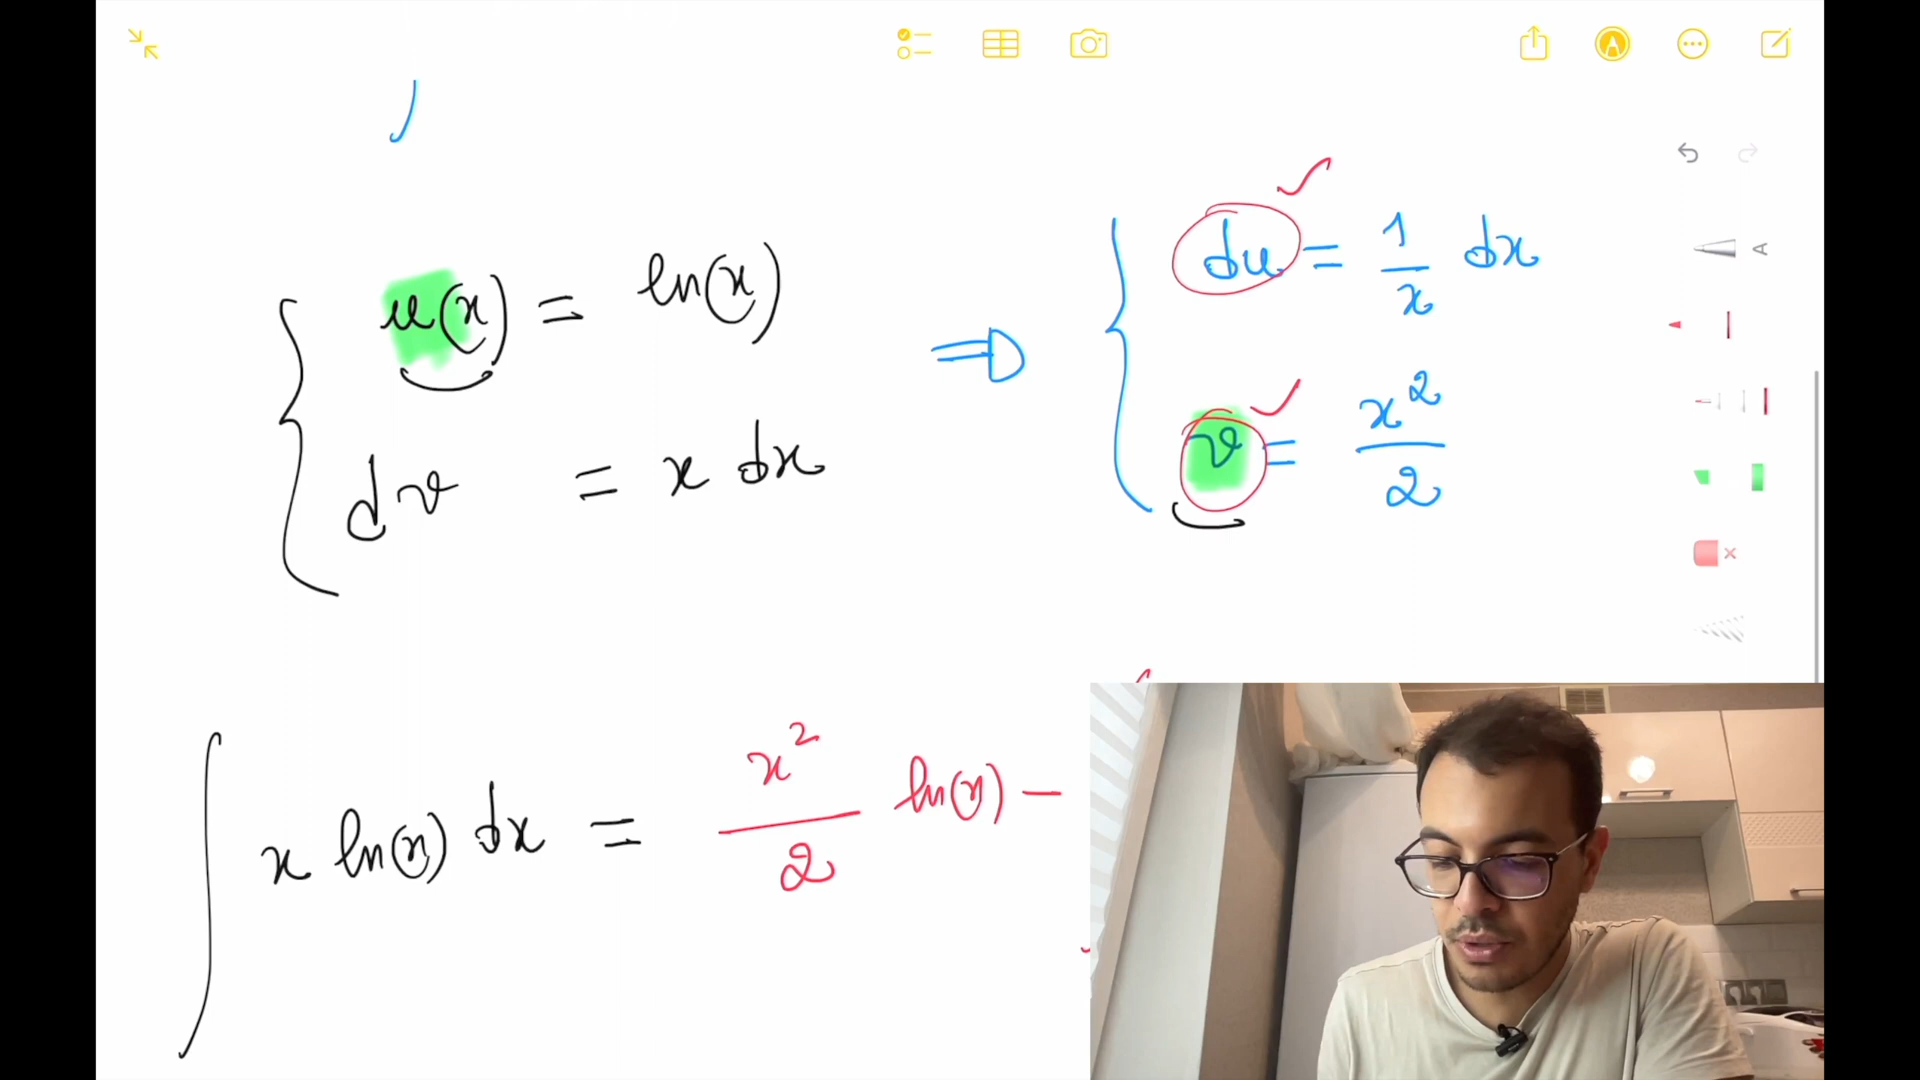 u(x) = ln(x)
dv = x dx
⇒
du = 1/x dx
v = x²/2
∫ x ln(x) dx = x²/2 ln(x) −